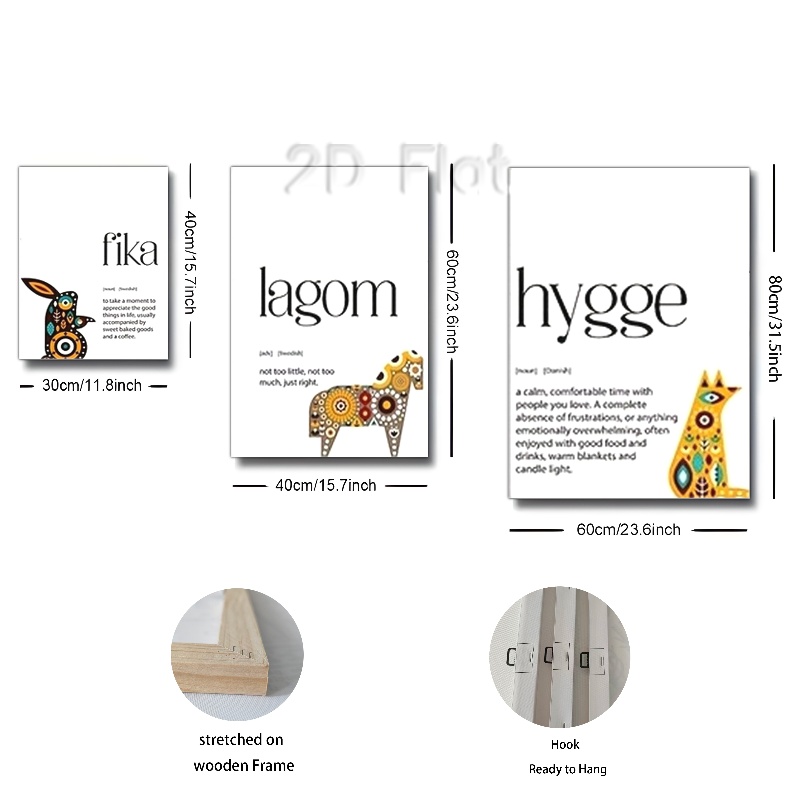 2D Flat
fika
[noun] [Swedish]
to take a moment to
appreciate the good
things in life, usually
accompanied by
sweet baked goods
and a coffee.
40cm/15.7inch
30cm/11.8inch
lagom
[adv] [Swedish]
not too little, not too
much, just right.
60cm/23.6inch
40cm/15.7inch
hygge
[noun] [Danish]
a calm, comfortable time with
people you love. A complete
absence of frustrations, or anything
emotionally overwhelming, often
enjoyed with good food and
drinks, warm blankets and
candle light.
80cm/31.5inch
60cm/23.6inch
stretched on
wooden Frame
Hook
Ready to Hang